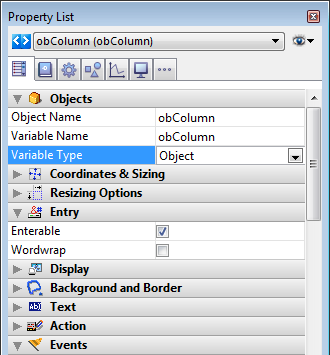 Property List
obColumn (obColumn)
Objects
Object Name obColumn
Variable Name obColumn
Variable Type Object
Coordinates & Sizing
Resizing Options
Entry
Enterable
Wordwrap
Display
Background and Border
Text
Action
Events